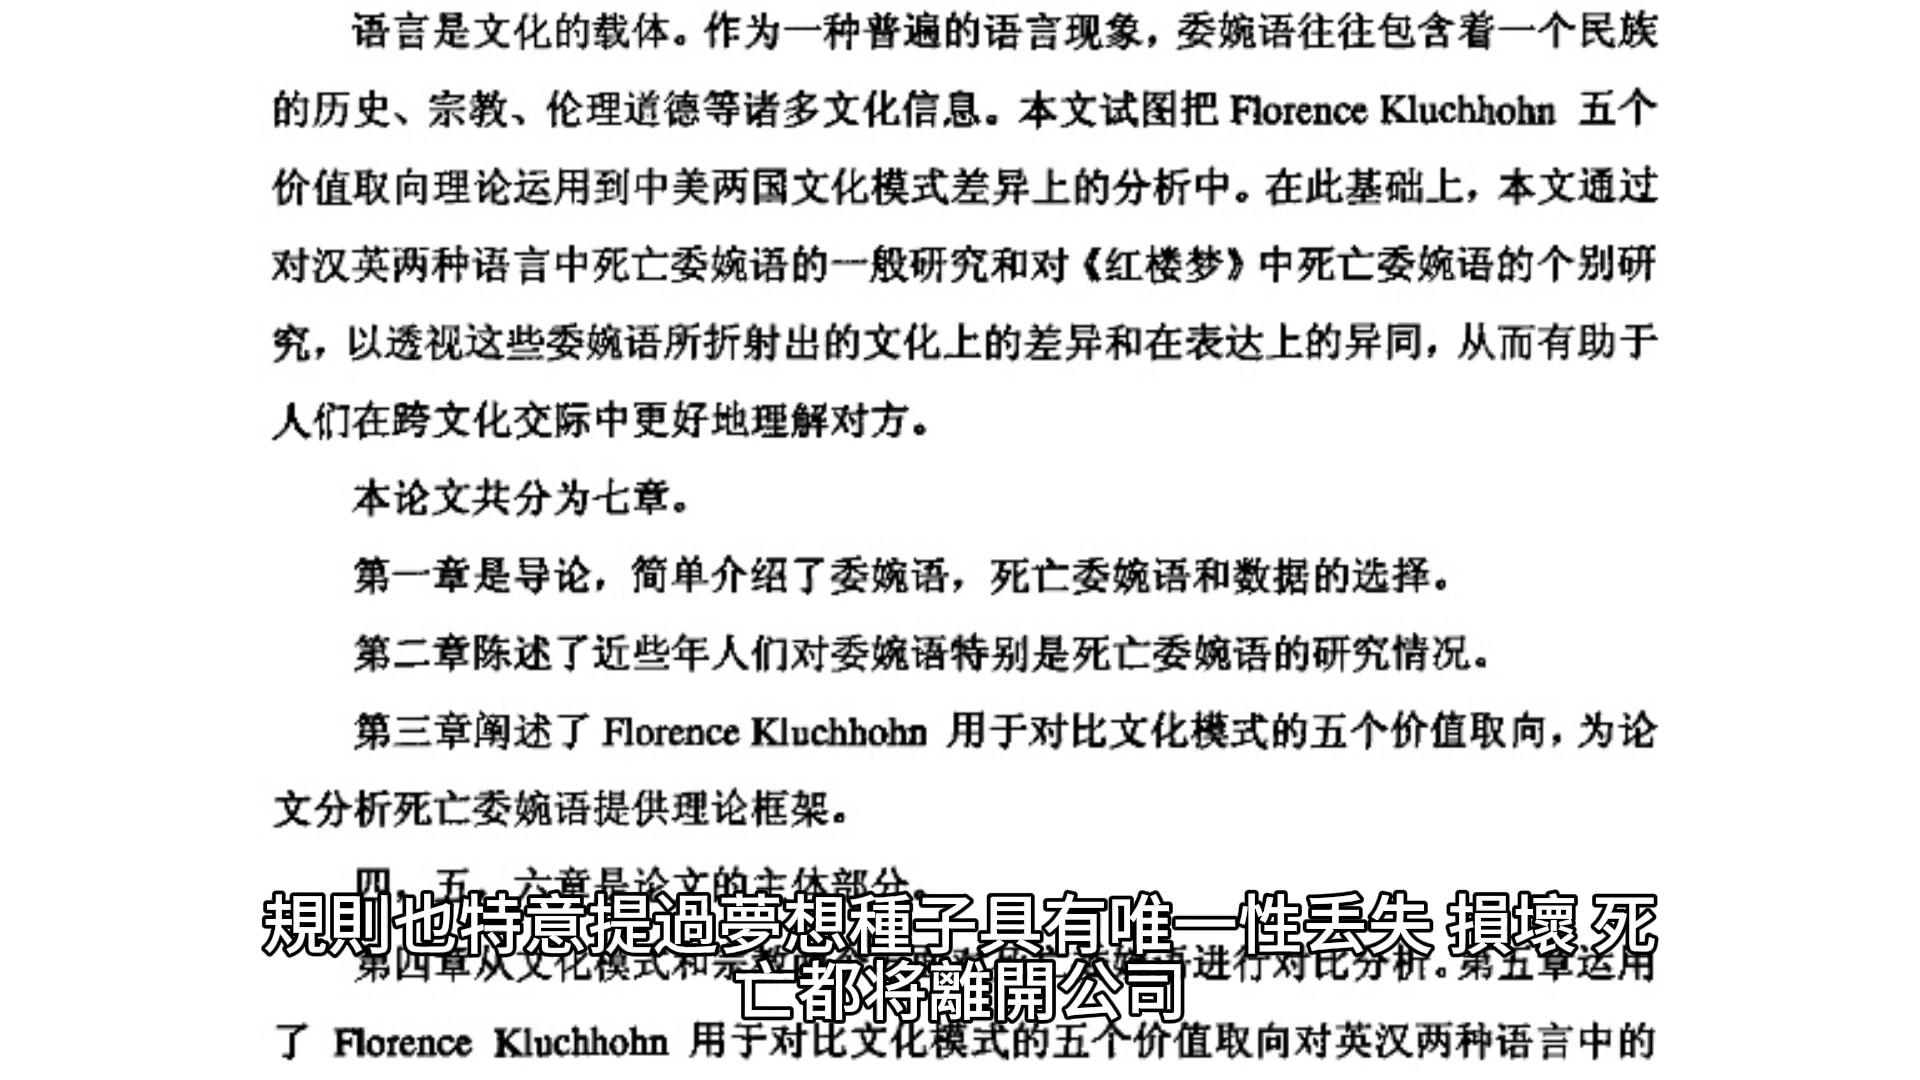 语言是文化的载体。作为一种普遍的语言现象，委婉语往往包含着一个民族
的历史、宗教、伦理道德等诸多文化信息。本文试图把 Florence Kluchhohn 五个
价值取向理论运用到中美两国文化模式差异上的分析中。在此基础上，本文通过
对汉英两种语言中死亡委婉语的一般研究和对《红楼梦》中死亡委婉语的个别研
究，以透视这些委婉语所折射出的文化上的差异和在表达上的异同，从而有助于
人们在跨文化交际中更好地理解对方。
本论文共分为七章。
第一章是导论，简单介绍了委婉语，死亡委婉语和数据的选择。
第二章陈述了近些年人们对委婉语特别是死亡委婉语的研究情况。
第三章阐述了 Florence Kluchhohn 用于对比文化模式的五个价值取向，为论
文分析死亡委婉语提供理论框架。
四，五，六章是论文的主体部分。
規則也特意提過夢想種子具有唯一性丢失 損壞 死
第四章从文化模式和宗教 语进行对比分析。第五章运用
亡都将離開公司
了 Florence Kluchhohn 用于对比文化模式的五个价值取向对英汉两种语言中的